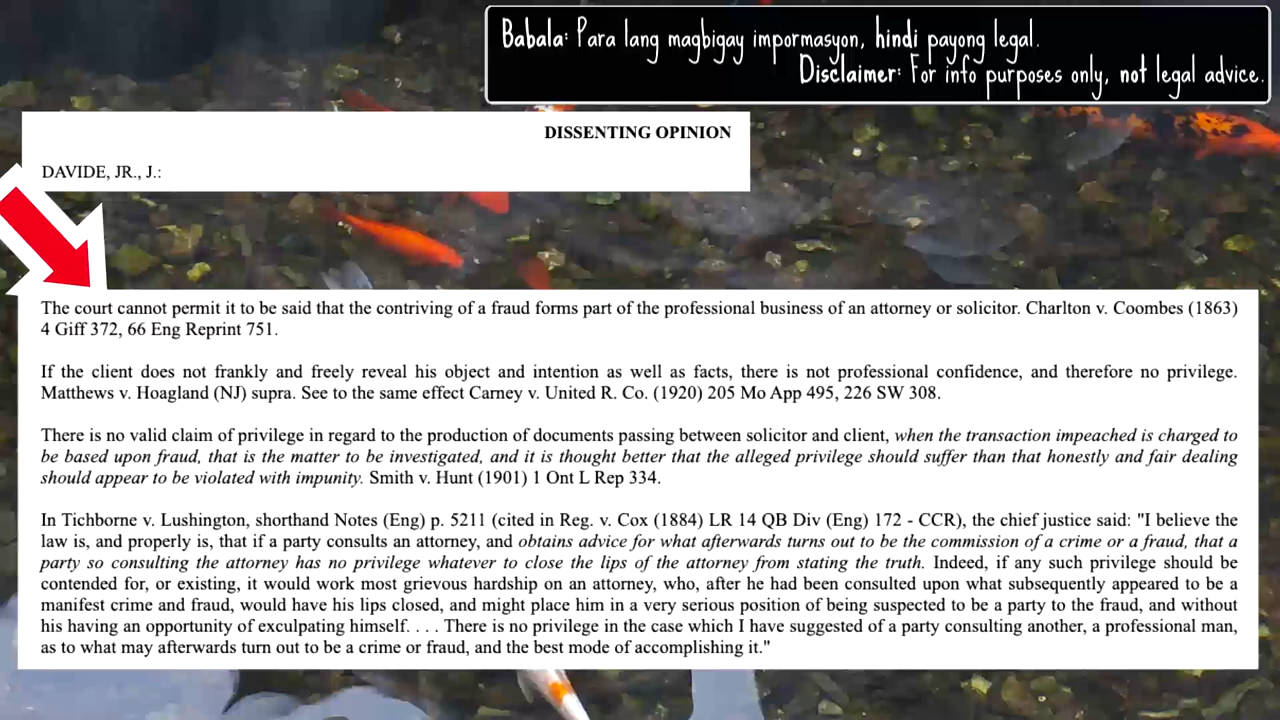 Babala: Para lang magbigay impormasyon, hindi payong legal.
Disclaimer: For info purposes only, not legal advice.
DISSENTING OPINION
DAVIDE, JR., J.:
The court cannot permit it to be said that the contriving of a fraud forms part of the professional business of an attorney or solicitor. Charlton v. Coombes (1863)
4 Giff 372, 66 Eng Reprint 751.
If the client does not frankly and freely reveal his object and intention as well as facts, there is not professional confidence, and therefore no privilege.
Matthews v. Hoagland (NJ) supra. See to the same effect Carney v. United R. Co. (1920) 205 Mo App 495, 226 SW 308.
There is no valid claim of privilege in regard to the production of documents passing between solicitor and client, when the transaction impeached is charged to
be based upon fraud, that is the matter to be investigated, and it is thought better that the alleged privilege should suffer than that honestly and fair dealing
should appear to be violated with impunity. Smith v. Hunt (1901) 1 Ont L Rep 334.
In Tichborne v. Lushington, shorthand Notes (Eng) p. 5211 (cited in Reg. v. Cox (1884) LR 14 QB Div (Eng) 172 - CCR), the chief justice said: "I believe the
law is, and properly is, that if a party consults an attorney, and obtains advice for what afterwards turns out to be the commission of a crime or a fraud, that a
party so consulting the attorney has no privilege whatever to close the lips of the attorney from stating the truth. Indeed, if any such privilege should be
contended for, or existing, it would work most grievous hardship on an attorney, who, after he had been consulted upon what subsequently appeared to be a
manifest crime and fraud, would have his lips closed, and might place him in a very serious position of being suspected to be a party to the fraud, and without
his having an opportunity of exculpating himself. . . . There is no privilege in the case which I have suggested of a party consulting another, a professional man,
as to what may afterwards turn out to be a crime or fraud, and the best mode of accomplishing it."